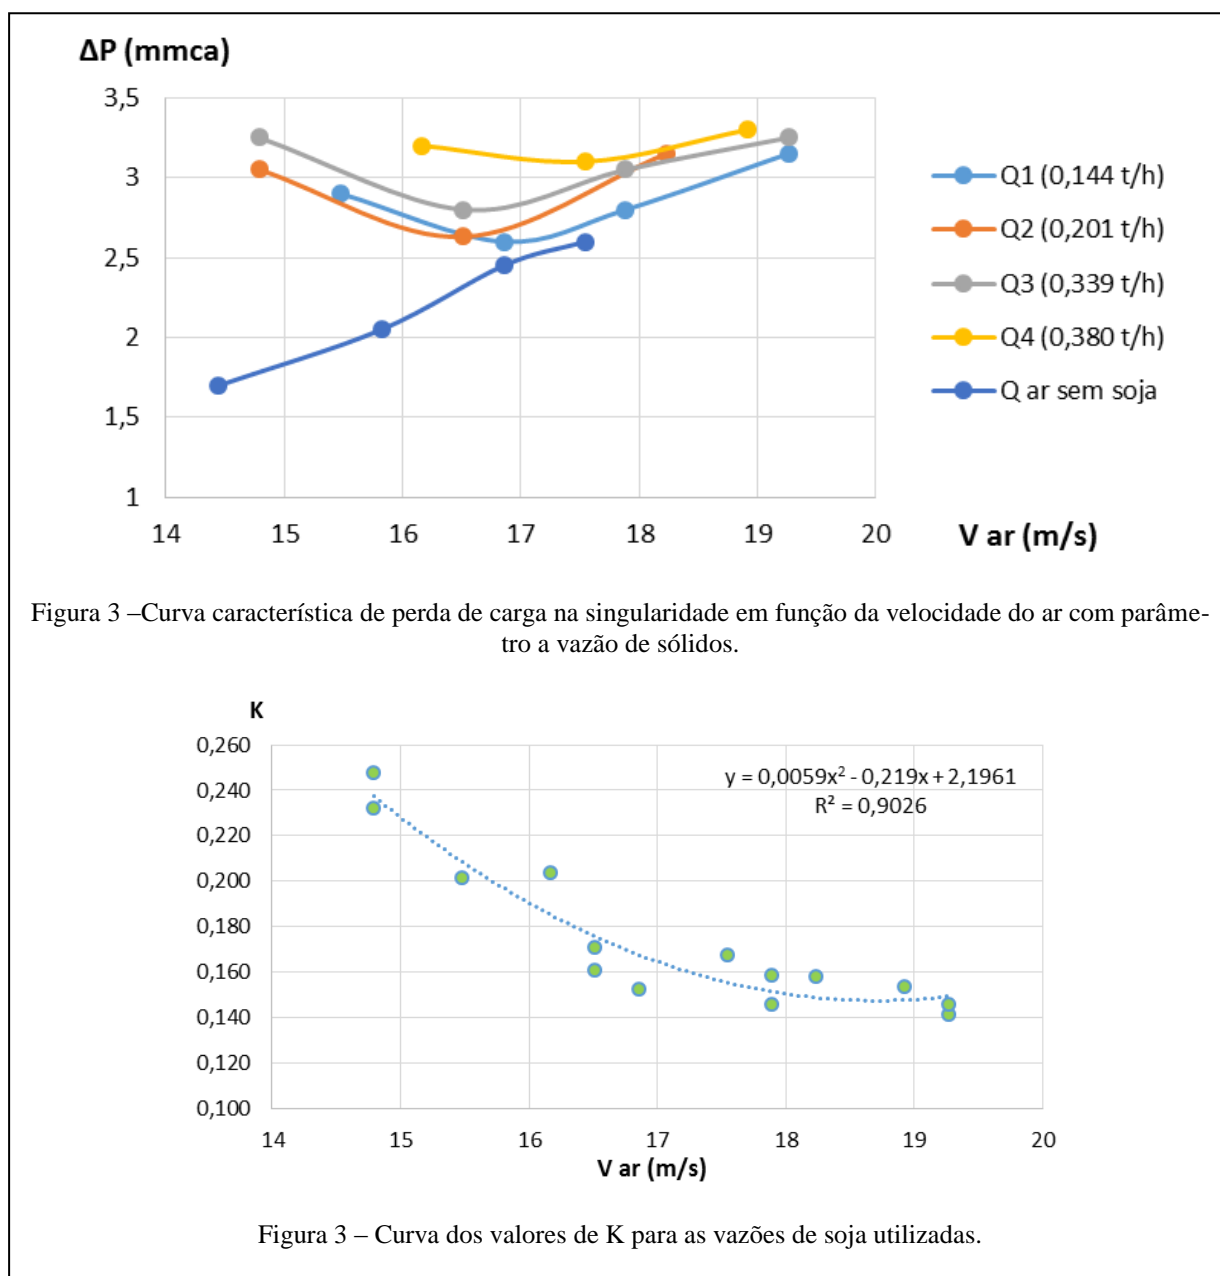 ΔP (mmca)
3,5
3
2,5
2
1,5
1
14 15 16 17 18 19 20
V ar (m/s)
Q1 (0,144 t/h)
Q2 (0,201 t/h)
Q3 (0,339 t/h)
Q4 (0,380 t/h)
Q ar sem soja
Figura 3 –Curva característica de perda de carga na singularidade em função da velocidade do ar com parâme-
tro a vazão de sólidos.
K
0,260
0,240
0,220
0,200
0,180
0,160
0,140
0,120
0,100
y = 0,0059x² - 0,219x + 2,1961
R² = 0,9026
14 15 16 17 18 19 20
V ar (m/s)
Figura 3 – Curva dos valores de K para as vazões de soja utilizadas.